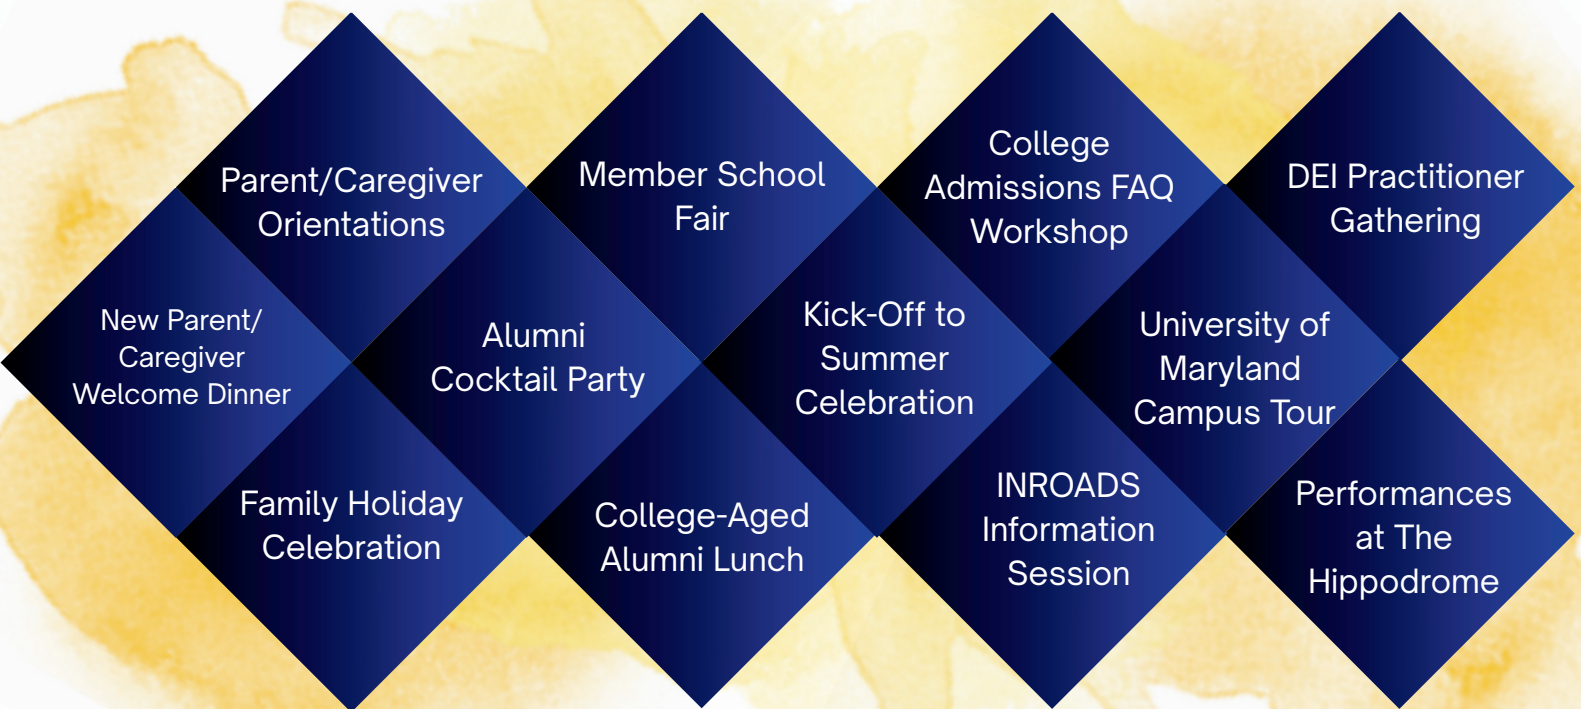 Parent/Caregiver
Orientations
Member School
Fair
College
Admissions FAQ
Workshop
DEI Practitioner
Gathering
New Parent/
Caregiver
Welcome Dinner
Alumni
Cocktail Party
Kick-Off to
Summer
Celebration
University of
Maryland
Campus Tour
Family Holiday
Celebration
College-Aged
Alumni Lunch
INROADS
Information
Session
Performances
at The
Hippodrome